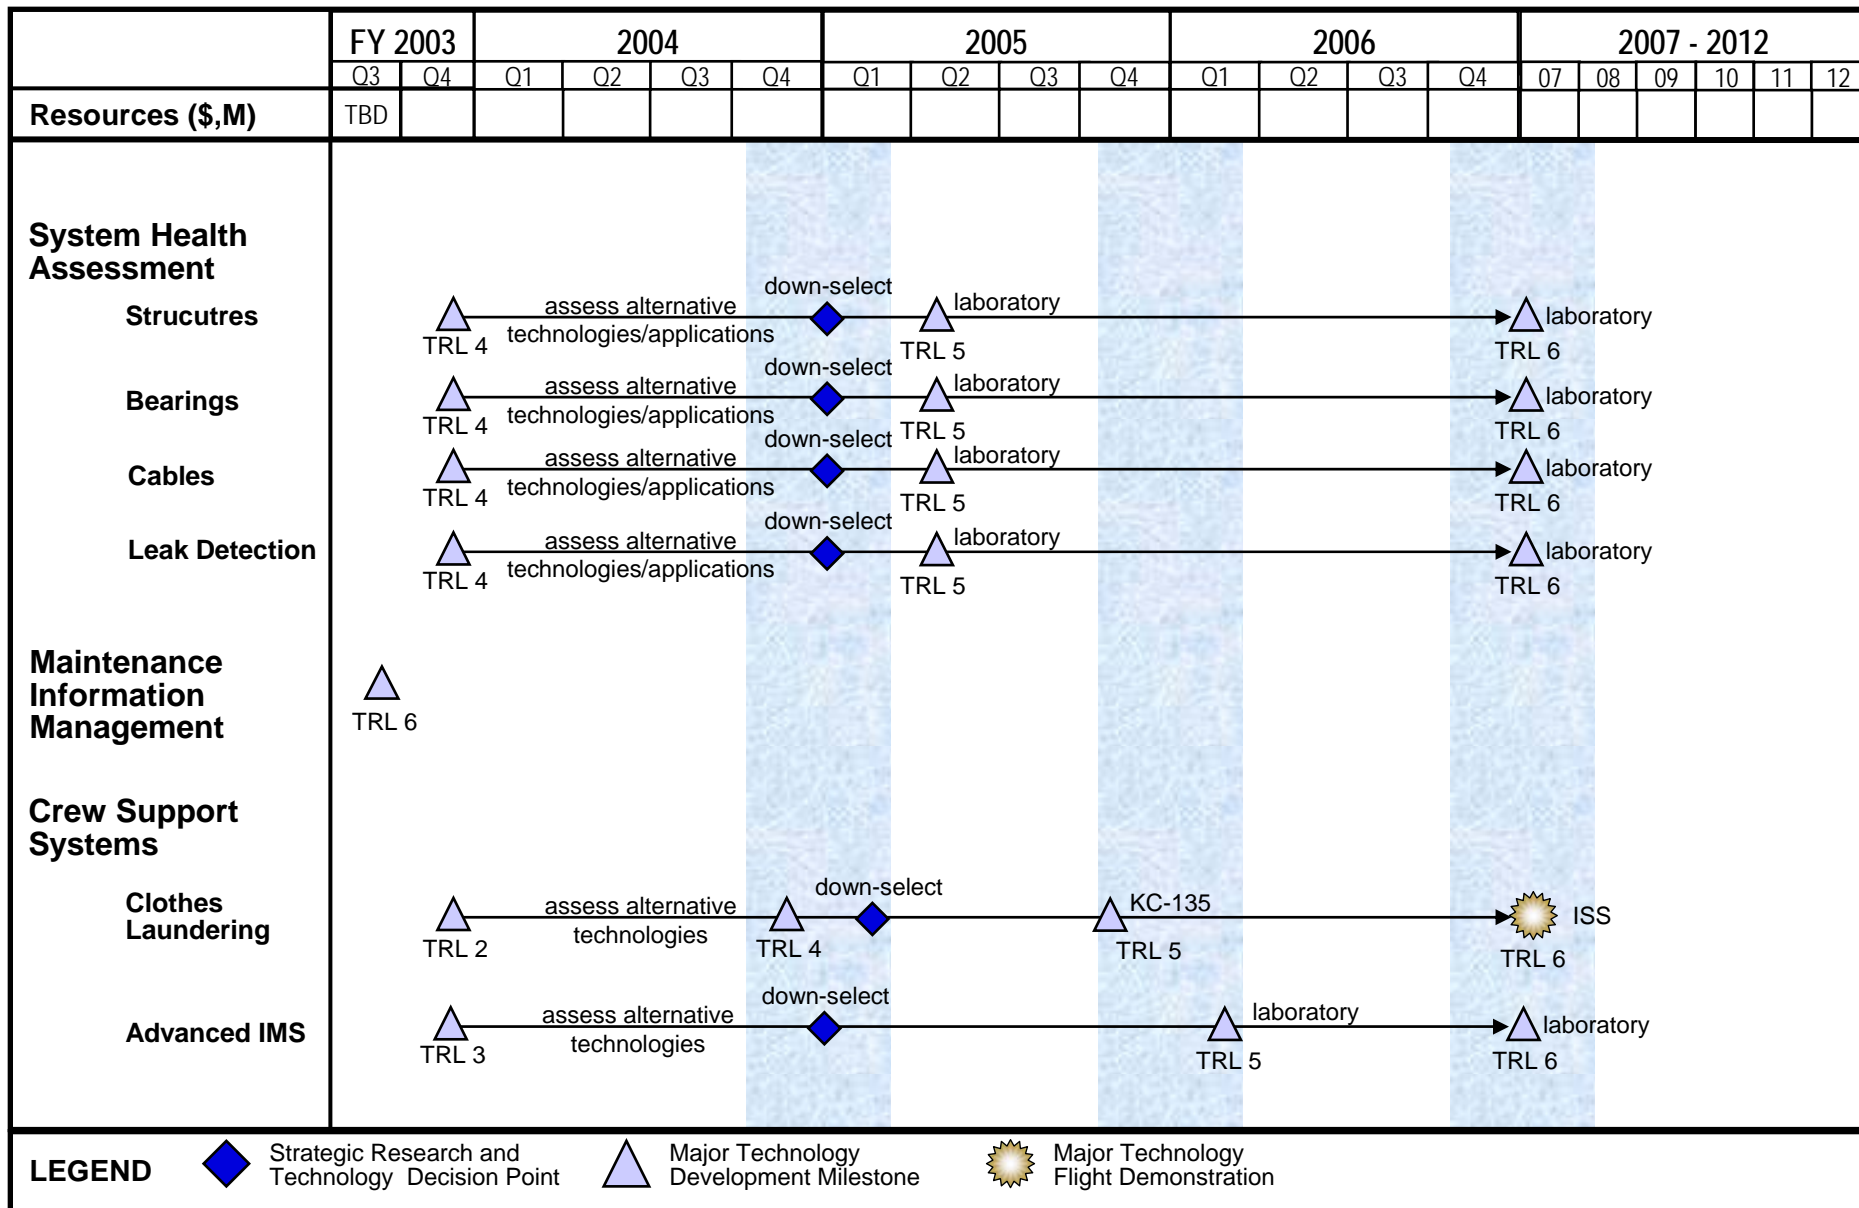 FY 2003 2004 2005 2006 2007 - 2012
Q3 Q4 Q1 Q2 Q3 Q4 Q1 Q2 Q3 Q4 Q1 Q2 Q3 Q4 07 08 09 10 11 12
Resources ($,M) TBD
System Health
Assessment
down-select
Strucutres
assess alternative
technologies/applications
laboratory
laboratory
TRL 4
TRL 5
TRL 6
down-select
Bearings
assess alternative
technologies/applications
laboratory
laboratory
TRL 4
TRL 5
TRL 6
down-select
Cables
assess alternative
technologies/applications
laboratory
laboratory
TRL 4
TRL 5
TRL 6
down-select
Leak Detection
assess alternative
technologies/applications
laboratory
laboratory
TRL 4
TRL 5
TRL 6
Maintenance
Information
Management
TRL 6
Crew Support
Systems
Clothes
Laundering
assess alternative
technologies
down-select
KC-135
ISS
TRL 2
TRL 4
TRL 5
TRL 6
down-select
Advanced IMS
assess alternative
technologies
laboratory
laboratory
TRL 3
TRL 5
TRL 6
LEGEND
Strategic Research and
Technology Decision Point
Major Technology
Development Milestone
Major Technology
Flight Demonstration